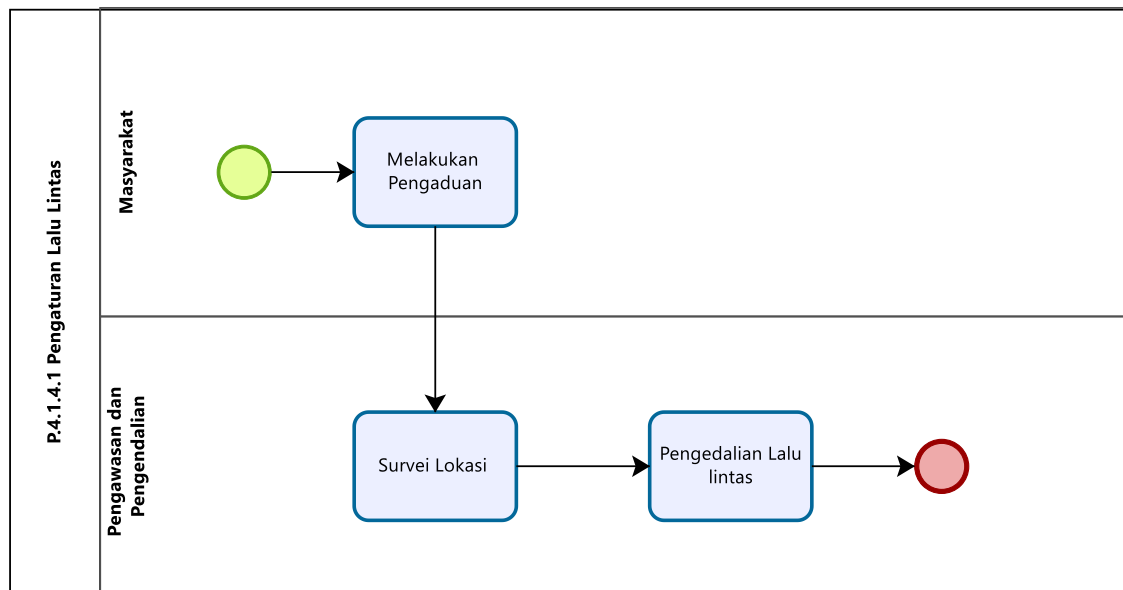 P.4.1.4.1 Pengaturan Lalu Lintas
Masyarakat
Melakukan
Pengaduan
Pengawasan dan
Pengendalian
Survei Lokasi
Pengedalian Lalu
lintas